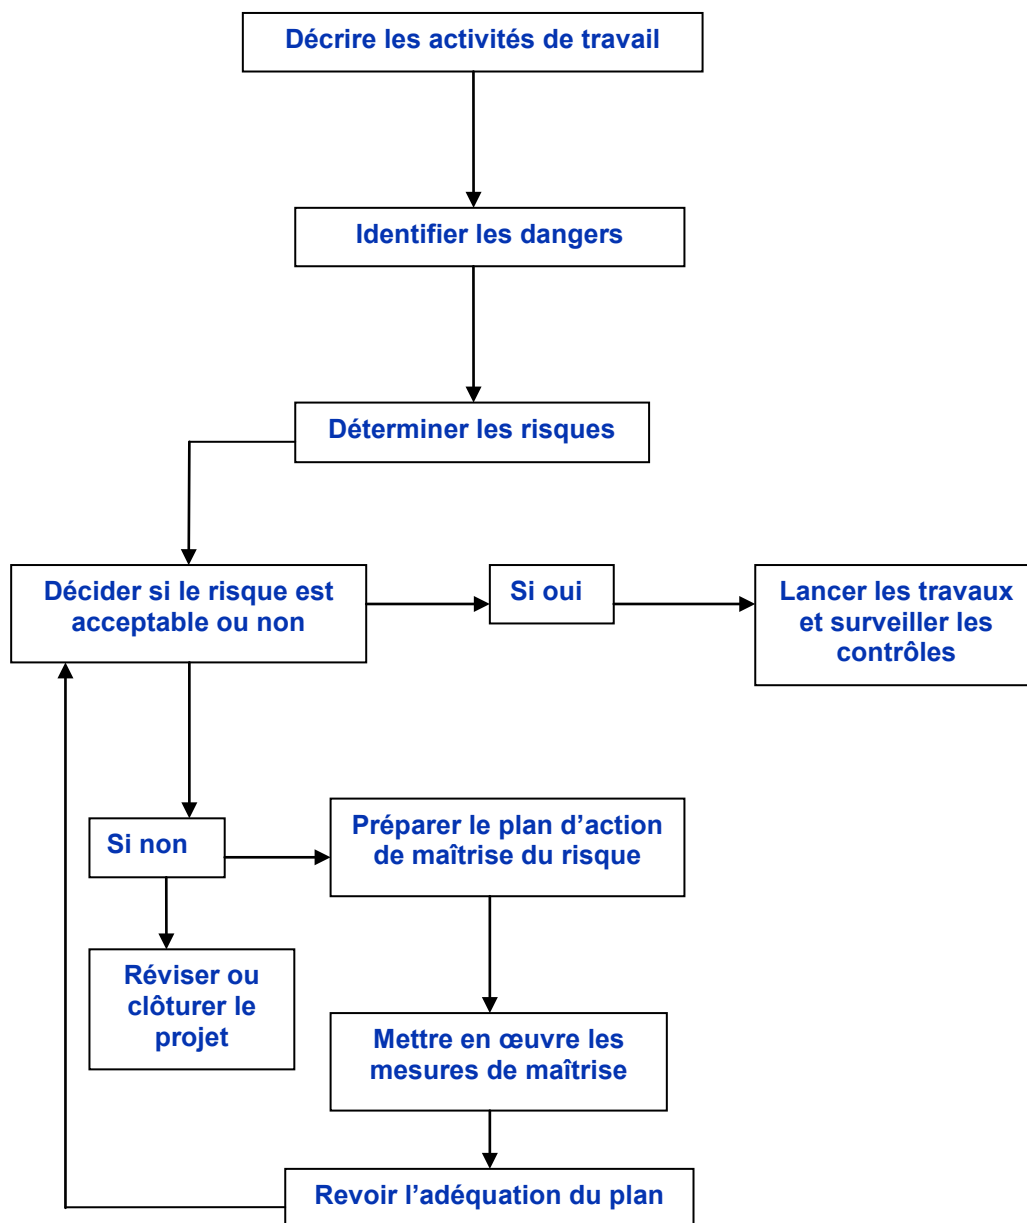 Décrire les activités de travail
Identifier les dangers
Déterminer les risques
Décider si le risque est
acceptable ou non
Si oui
Lancer les travaux
et surveiller les
contrôles
Si non
Préparer le plan d’action
de maîtrise du risque
Réviser ou
clôturer le
projet
Mettre en œuvre les
mesures de maîtrise
Revoir l’adéquation du plan